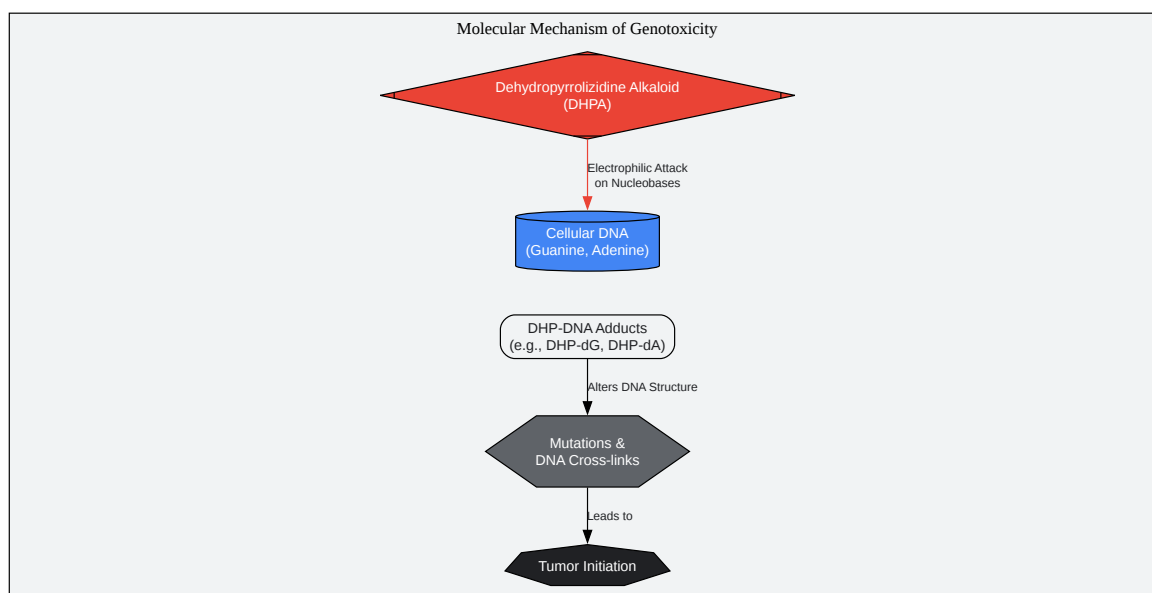 Molecular Mechanism of Genotoxicity
Dehydropyrrolizidine Alkaloid
(DHPA)
Electrophilic Attack
on Nucleobases
Cellular DNA
(Guanine, Adenine)
DHP-DNA Adducts
(e.g., DHP-dG, DHP-dA)
Alters DNA Structure
Mutations &
DNA Cross-links
Leads to
Tumor Initiation